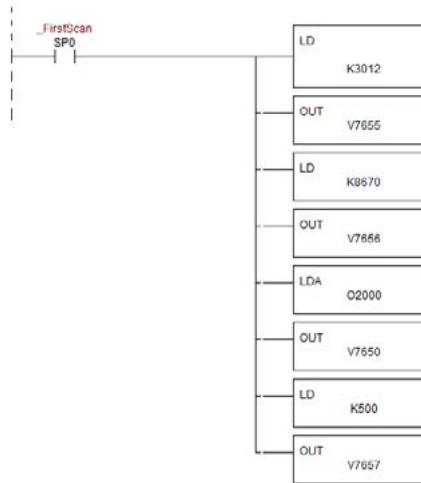 _FirstScan
SP0
LD
K3012
OUT
V7655
LD
K8670
OUT
V7656
LDA
O2000
OUT
V7650
LD
K500
OUT
V7657